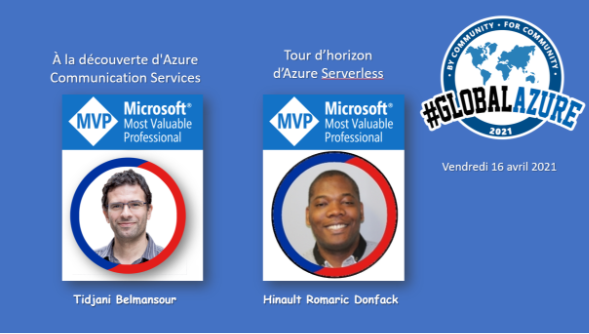 À la découverte d'Azure
Communication Services
Tour d'horizon
d'Azure Serverless
MVP
Microsoft®
Most Valuable
Professional
MVP
Microsoft®
Most Valuable
Professional
Tidjani Belmansour
Hinault Romaric Donfack
BY COMMUNITY • FOR COMMUNITY
#GLOBALAZURE
2021
Vendredi 16 avril 2021